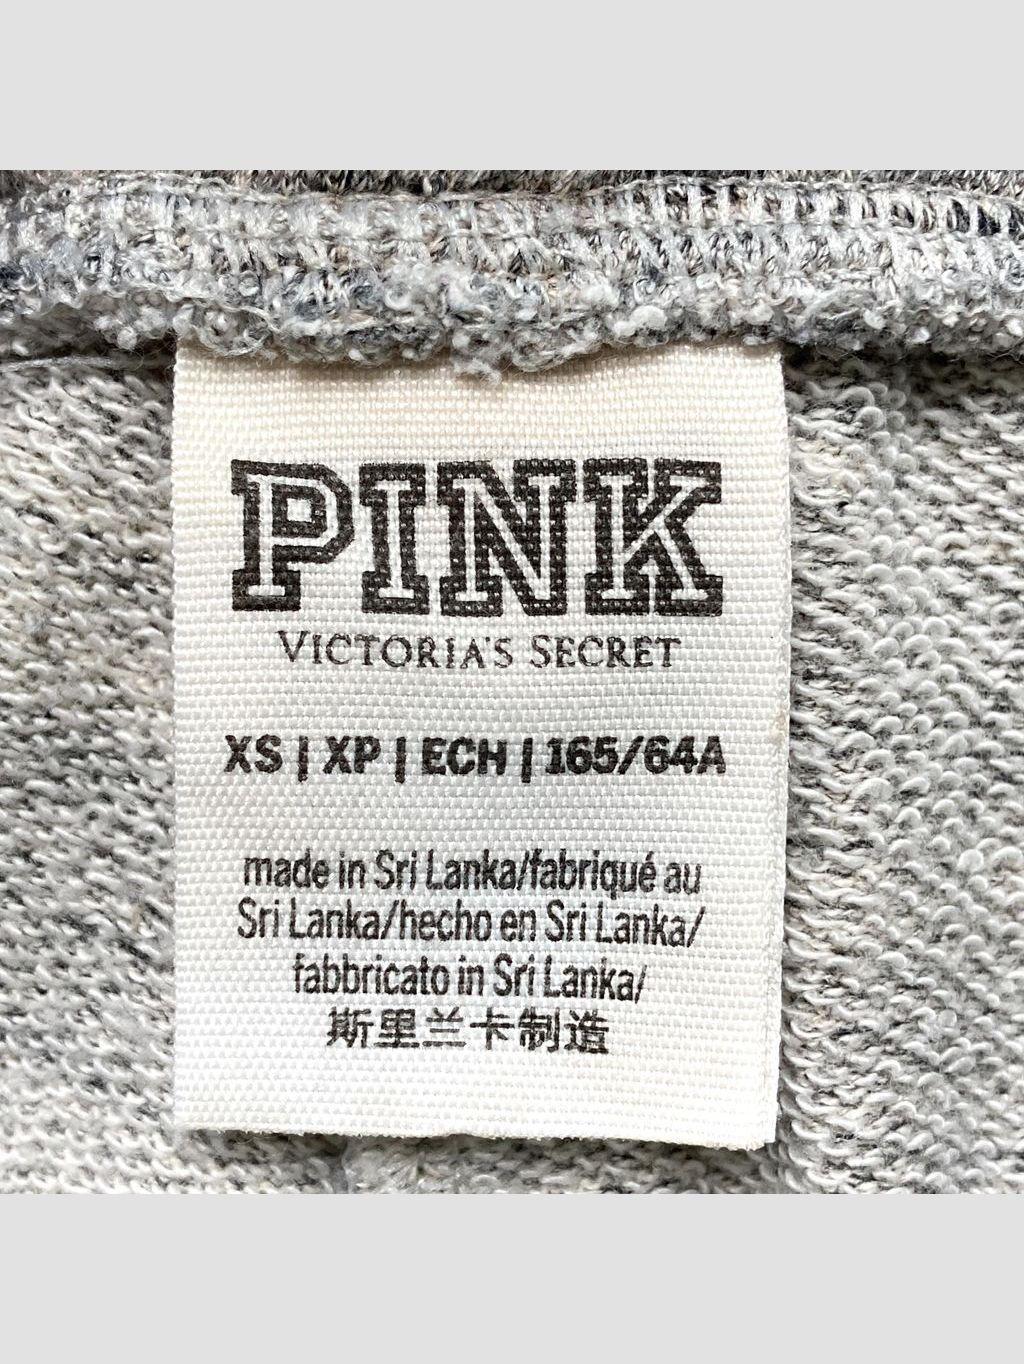 PINK
VICTORIA'S SECRET
XS | XP | ECH | 165/64A
made in Sri Lanka/fabriqué au
Sri Lanka/hecho en Sri Lanka/
fabbricato in Sri Lanka/
斯里兰卡制造